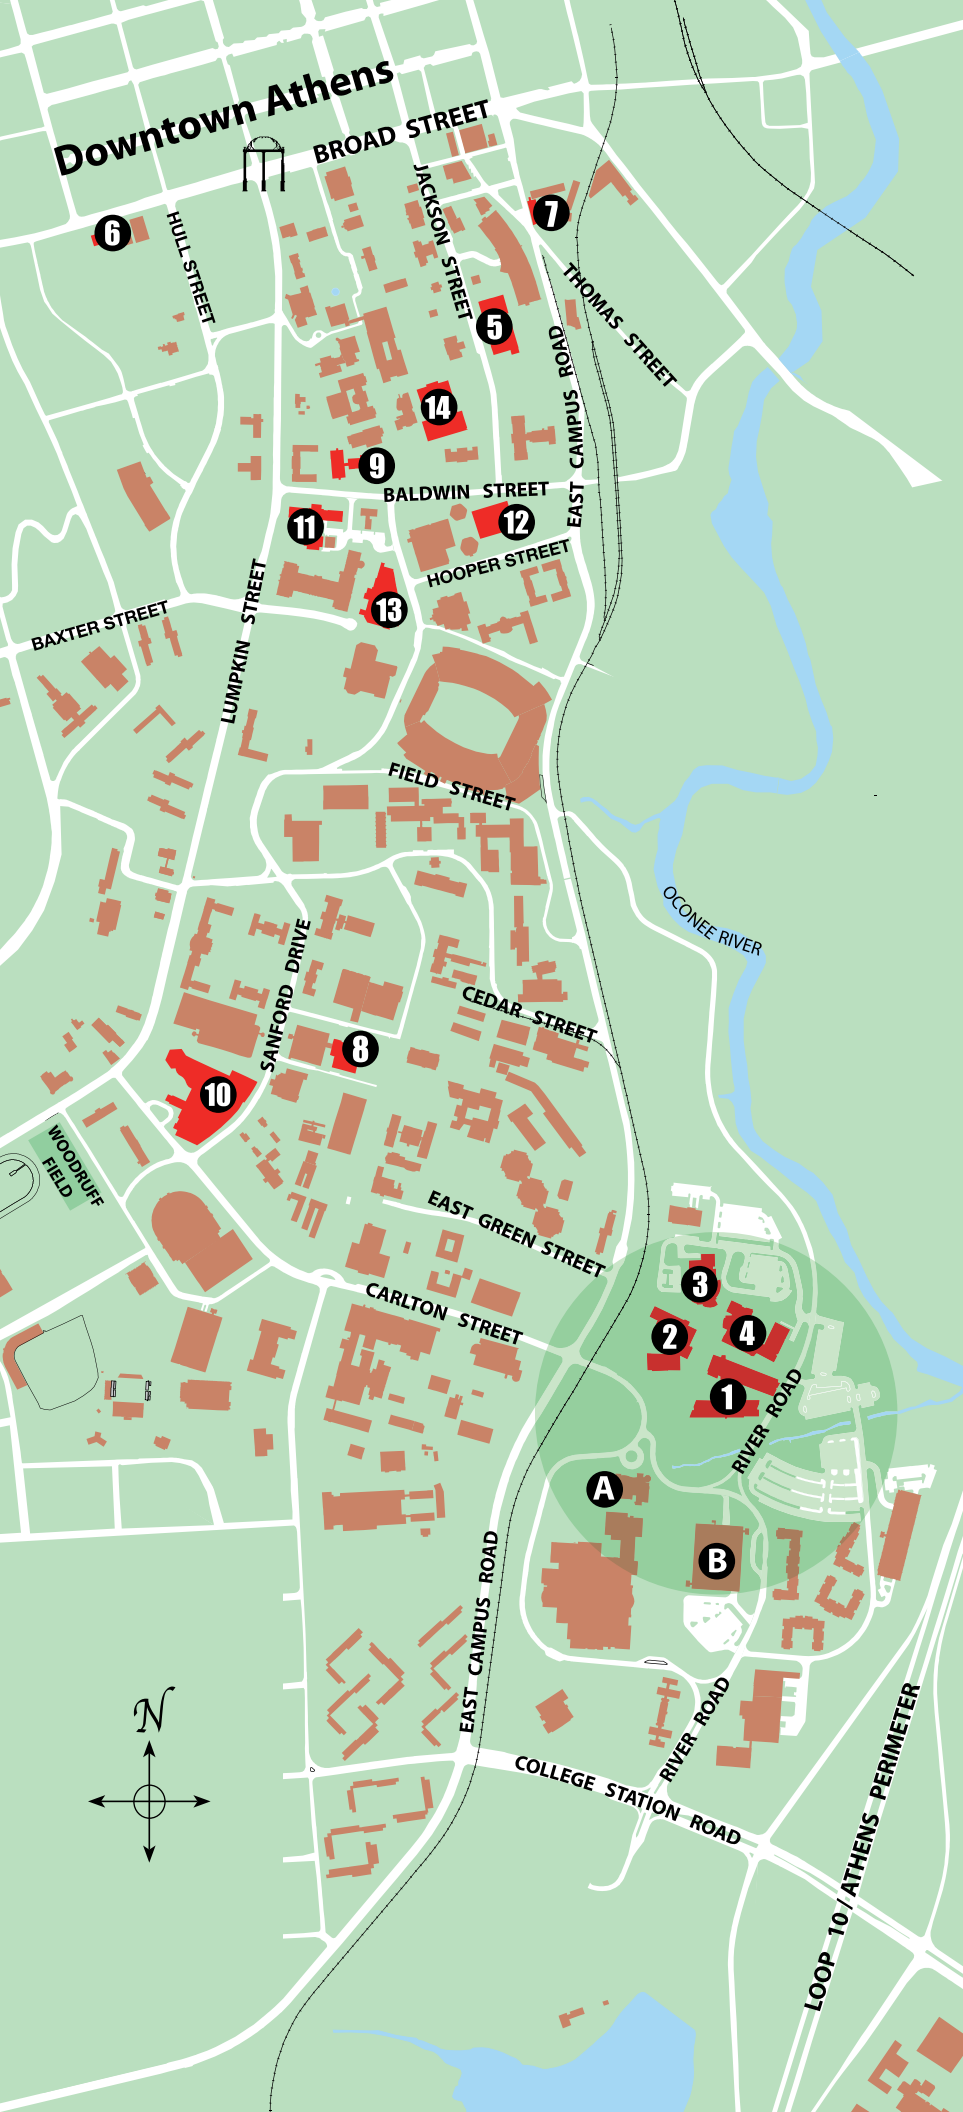 Downtown Athens
BROAD STREET
JACKSON STREET
HULL STREET
6
7
THOMAS STREET
5
EAST CAMPUS ROAD
14
9
BALDWIN STREET
11
12
HOOPER STREET
13
BAXTER STREET
LUMPKIN STREET
FIELD STREET
OCONEE RIVER
SANFORD DRIVE
CEDAR STREET
8
10
WOODRUFF
FIELD
EAST GREEN STREET
CARLTON STREET
3
2
4
1
RIVER ROAD
A
B
EAST CAMPUS ROAD
N
RIVER ROAD
COLLEGE STATION ROAD
LOOP 10 / ATHENS PERIMETER